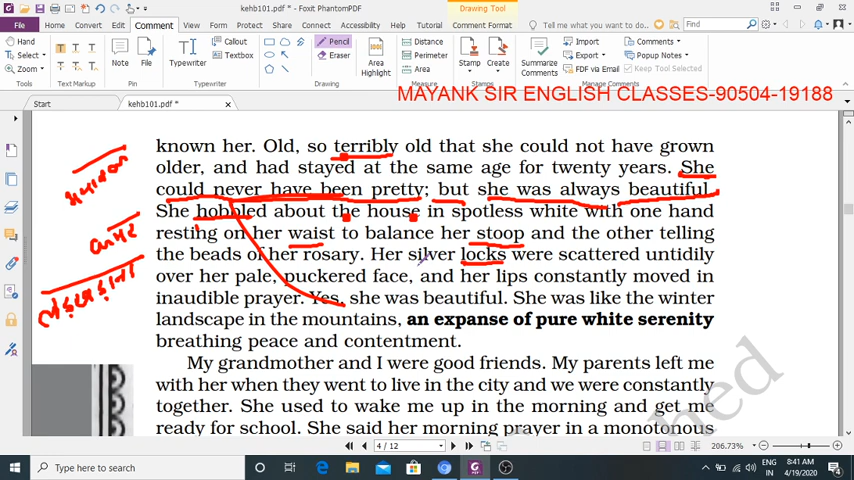 kehb101.pdf * - Foxit PhantomPDF
Drawing Tool
File Home Convert Edit Organize Comment View Form Protect Share Connect Accessibility Help Tutorial Comment Format Tell me what you want to do... Find
Hand
Select
Zoom
Text Markup
Note File
Typewriter
Callout
Textbox
Typewriter
Pencil
Eraser
Drawing
Area Highlight
Distance
Perimeter
Area
Measure
Stamp Create
Stamps
Summarize Comments
Import
Export
PDF via Email
Comments
Popup Notes
Keep Tool Selected
Manage Comments
MAYANK SIR ENGLISH CLASSES-90504-19188
Start kehb101.pdf *
known her. Old, so terribly old that she could not have grown
older, and had stayed at the same age for twenty years. She
could never have been pretty; but she was always beautiful.
She hobbled about the house in spotless white with one hand
resting on her waist to balance her stoop and the other telling
the beads of her rosary. Her silver locks were scattered untidily
over her pale, puckered face, and her lips constantly moved in
inaudible prayer. Yes, she was beautiful. She was like the winter
landscape in the mountains, an expanse of pure white serenity
breathing peace and contentment.
My grandmother and I were good friends. My parents left me
with her when they went to live in the city and we were constantly
together. She used to wake me up in the morning and get me
ready for school. She said her morning prayer in a monotonous
hed
4 / 12
206.73%
Type here to search
ENG
IN
8:41 AM
4/19/2020
4